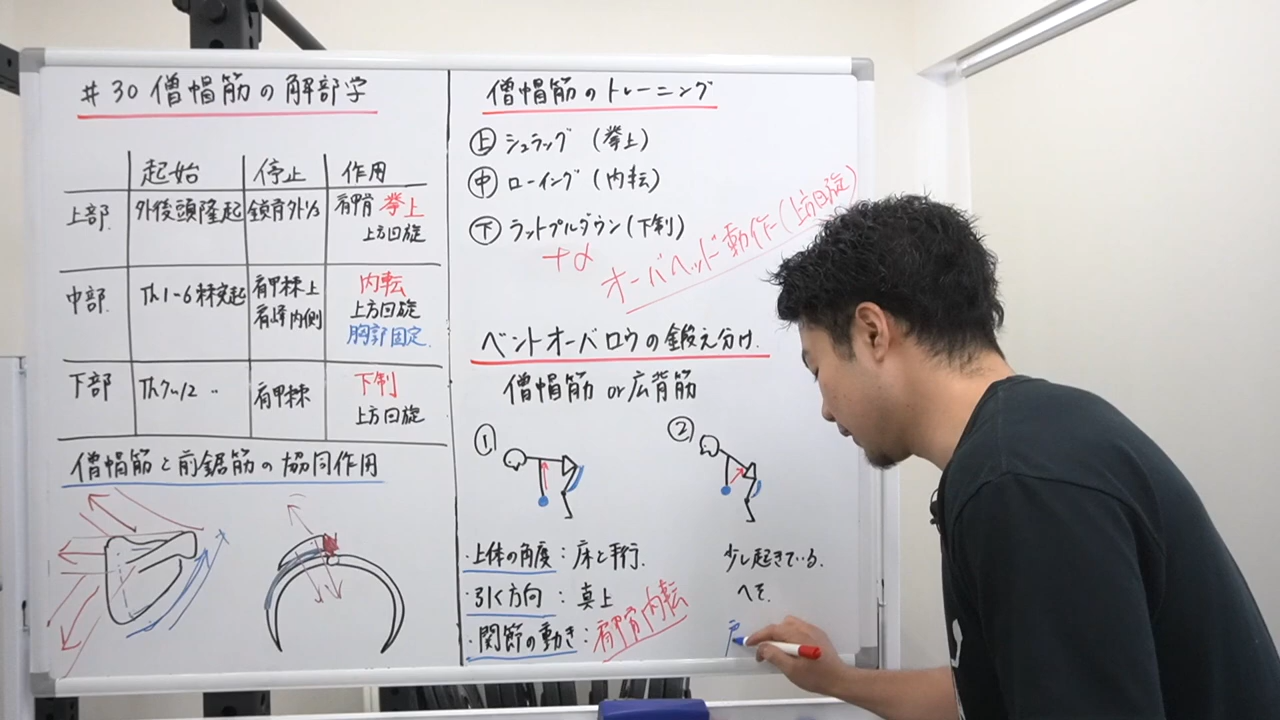 #30 僧帽筋の解部学
起始 停止 作用
上部 外後頭隆起 鎖骨外1/3 肩甲骨 挙上
上方回旋
中部 Th1-6棘突起 肩甲棘上 肩峰内側 内転
上方回旋
胸郭固定
下部 Th7〜12 〃 肩甲棘 下制
上方回旋
僧帽筋と前鋸筋の協同作用
僧帽筋のトレーニング
上 シュラッグ (挙上)
中 ローイング (内転)
下 ラットプルダウン (下制)
+α オーバヘッド動作(上方回旋)
ベントオーバロウの鍛え分け
僧帽筋 or 広背筋
① ②
・上体の角度:床と平行. 少し起きている.
・引く方向:真上 へそ.
・関節の動き:肩甲骨内転